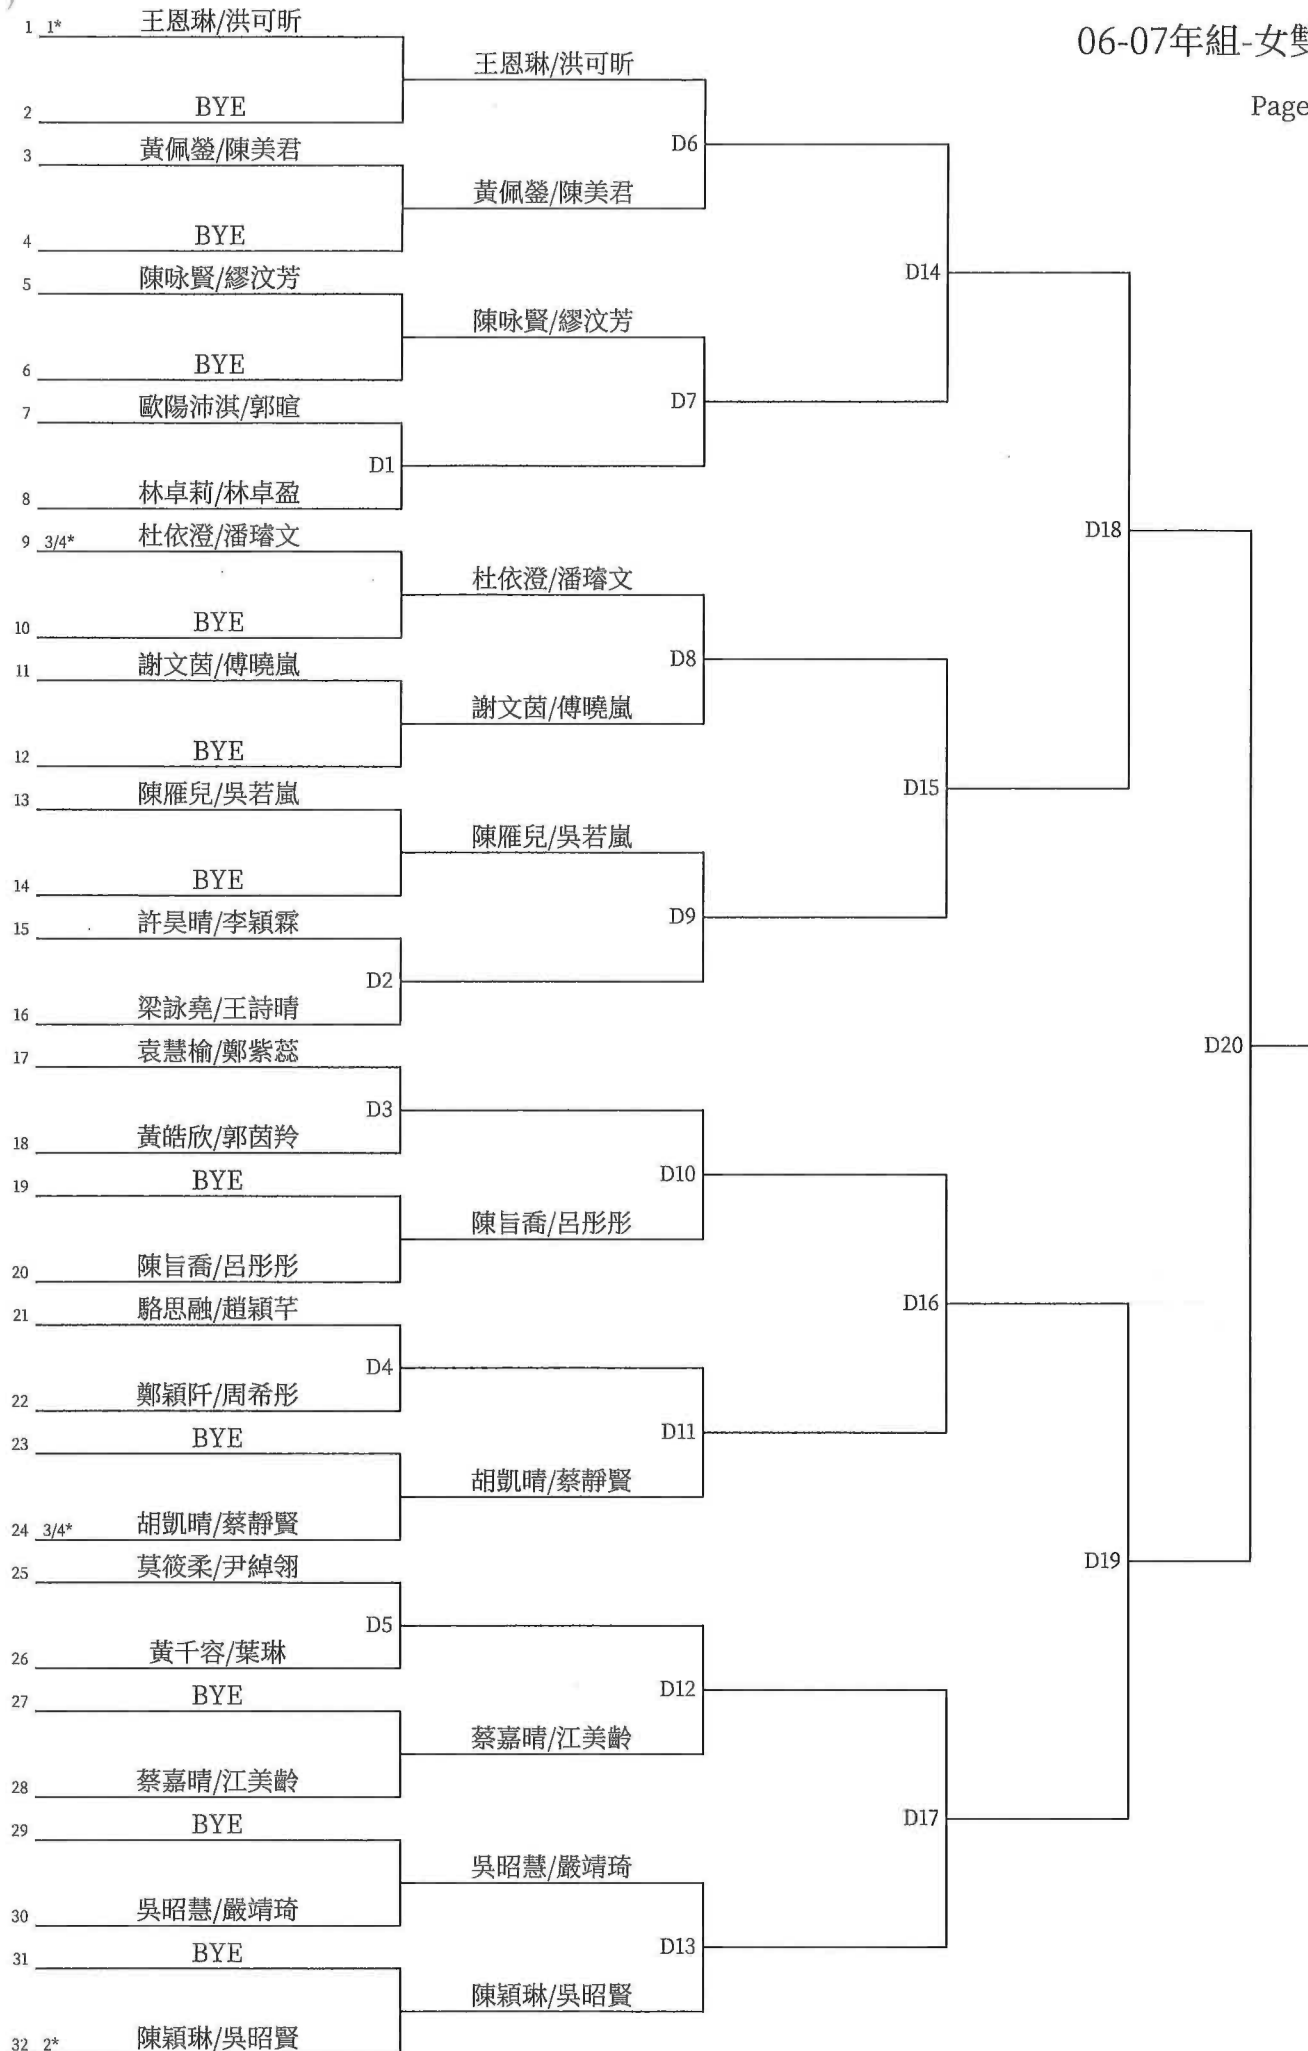 06-07年組-女雙
Page
1 1* 王恩琳/洪可昕
王恩琳/洪可昕
2 BYE
D6
3 黃佩鎣/陳美君
黃佩鎣/陳美君
4 BYE
D14
5 陳咏賢/繆汶芳
陳咏賢/繆汶芳
6 BYE
D7
7 歐陽沛淇/郭暄
D1
8 林卓莉/林卓盈
D18
9 3/4* 杜依澄/潘璿文
杜依澄/潘璿文
10 BYE
D8
11 謝文茵/傅曉嵐
謝文茵/傅曉嵐
12 BYE
D15
13 陳雁兒/吳若嵐
陳雁兒/吳若嵐
14 BYE
D9
15 許昊晴/李穎霖
D2
16 梁詠堯/王詩晴
D20
17 袁慧榆/鄭紫蕊
D3
18 黃皓欣/郭茵羚
D10
19 BYE
陳旨喬/呂彤彤
20 陳旨喬/呂彤彤
D16
21 駱思融/趙穎芊
D4
22 鄭穎阡/周希彤
D11
23 BYE
胡凱晴/蔡靜賢
24 3/4* 胡凱晴/蔡靜賢
D19
25 莫筱柔/尹綽翎
D5
26 黃千容/葉琳
D12
27 BYE
蔡嘉晴/江美齡
28 蔡嘉晴/江美齡
D17
29 BYE
吳昭慧/嚴靖琦
30 吳昭慧/嚴靖琦
D13
31 BYE
陳穎琳/吳昭賢
32 2* 陳穎琳/吳昭賢